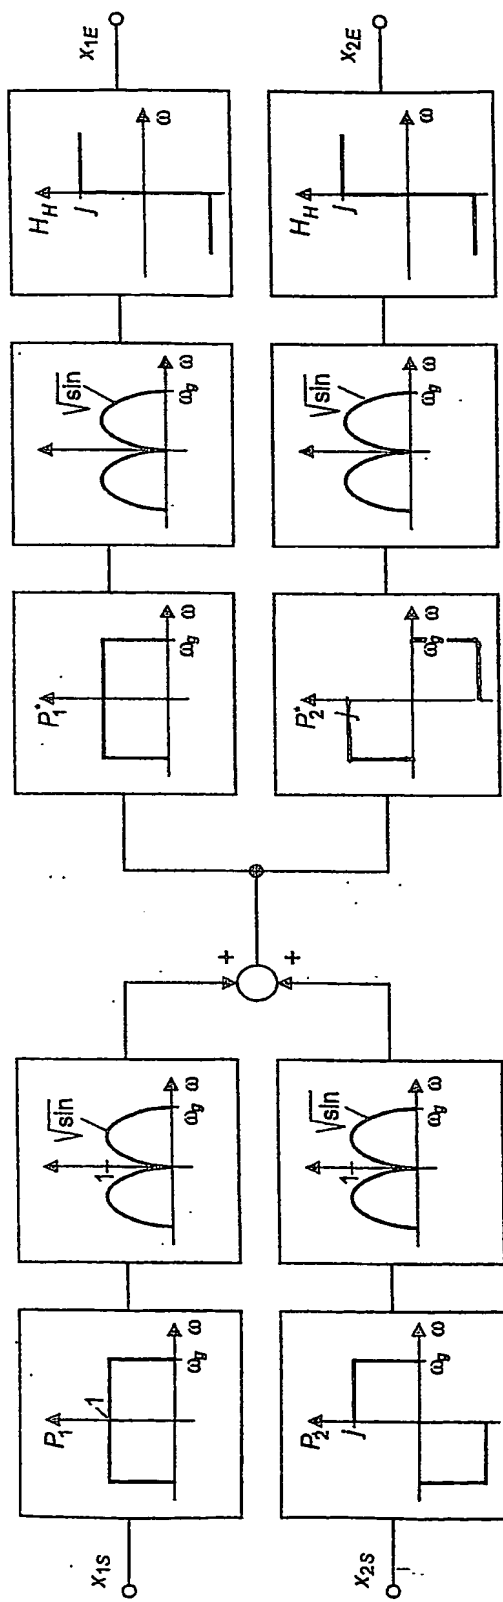 x1S
P1
1
ω
ωg
1
√sin
ω
ωg
+
P1*
ω
ωg
√sin
ω
ωg
HH
j
ω
x1E
x2S
P2
j
ω
ωg
1
√sin
ω
ωg
+
P2*
j
ω
ωg
√sin
ω
ωg
HH
j
ω
x2E